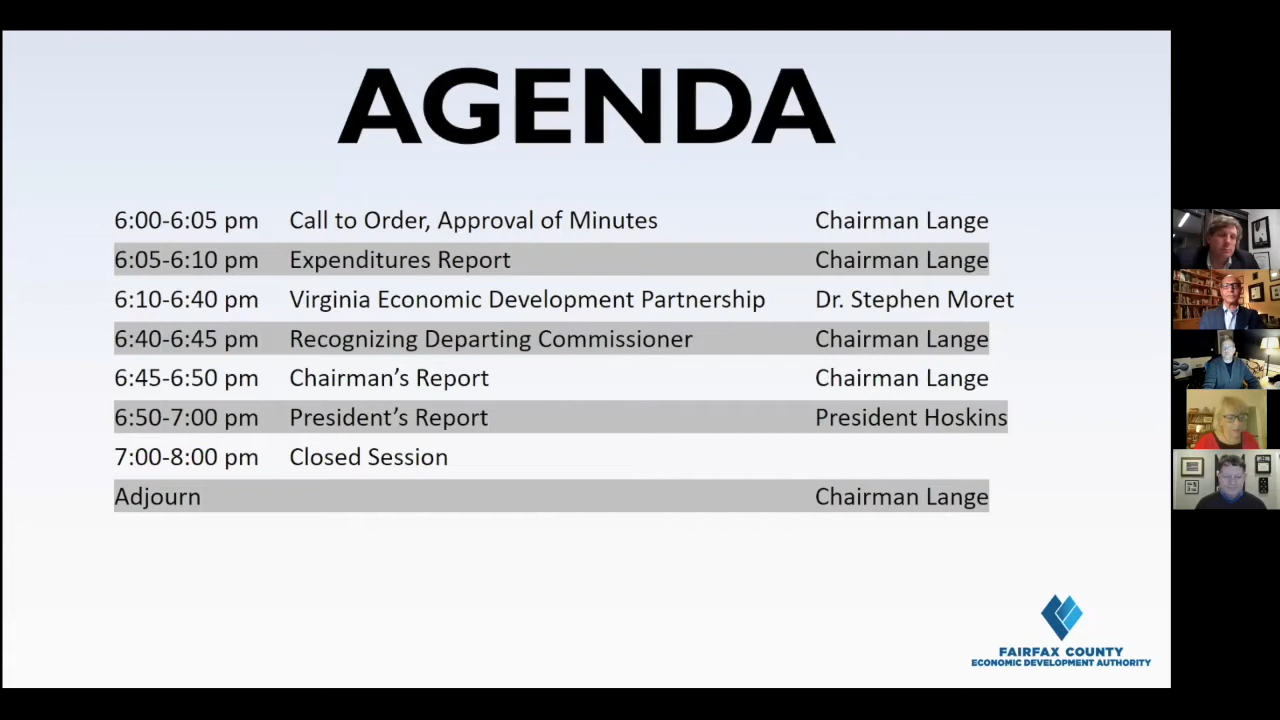 AGENDA
6:00-6:05 pm Call to Order, Approval of Minutes Chairman Lange
6:05-6:10 pm Expenditures Report Chairman Lange
6:10-6:40 pm Virginia Economic Development Partnership Dr. Stephen Moret
6:40-6:45 pm Recognizing Departing Commissioner Chairman Lange
6:45-6:50 pm Chairman’s Report Chairman Lange
6:50-7:00 pm President’s Report President Hoskins
7:00-8:00 pm Closed Session
Adjourn Chairman Lange
FAIRFAX COUNTY
ECONOMIC DEVELOPMENT AUTHORITY